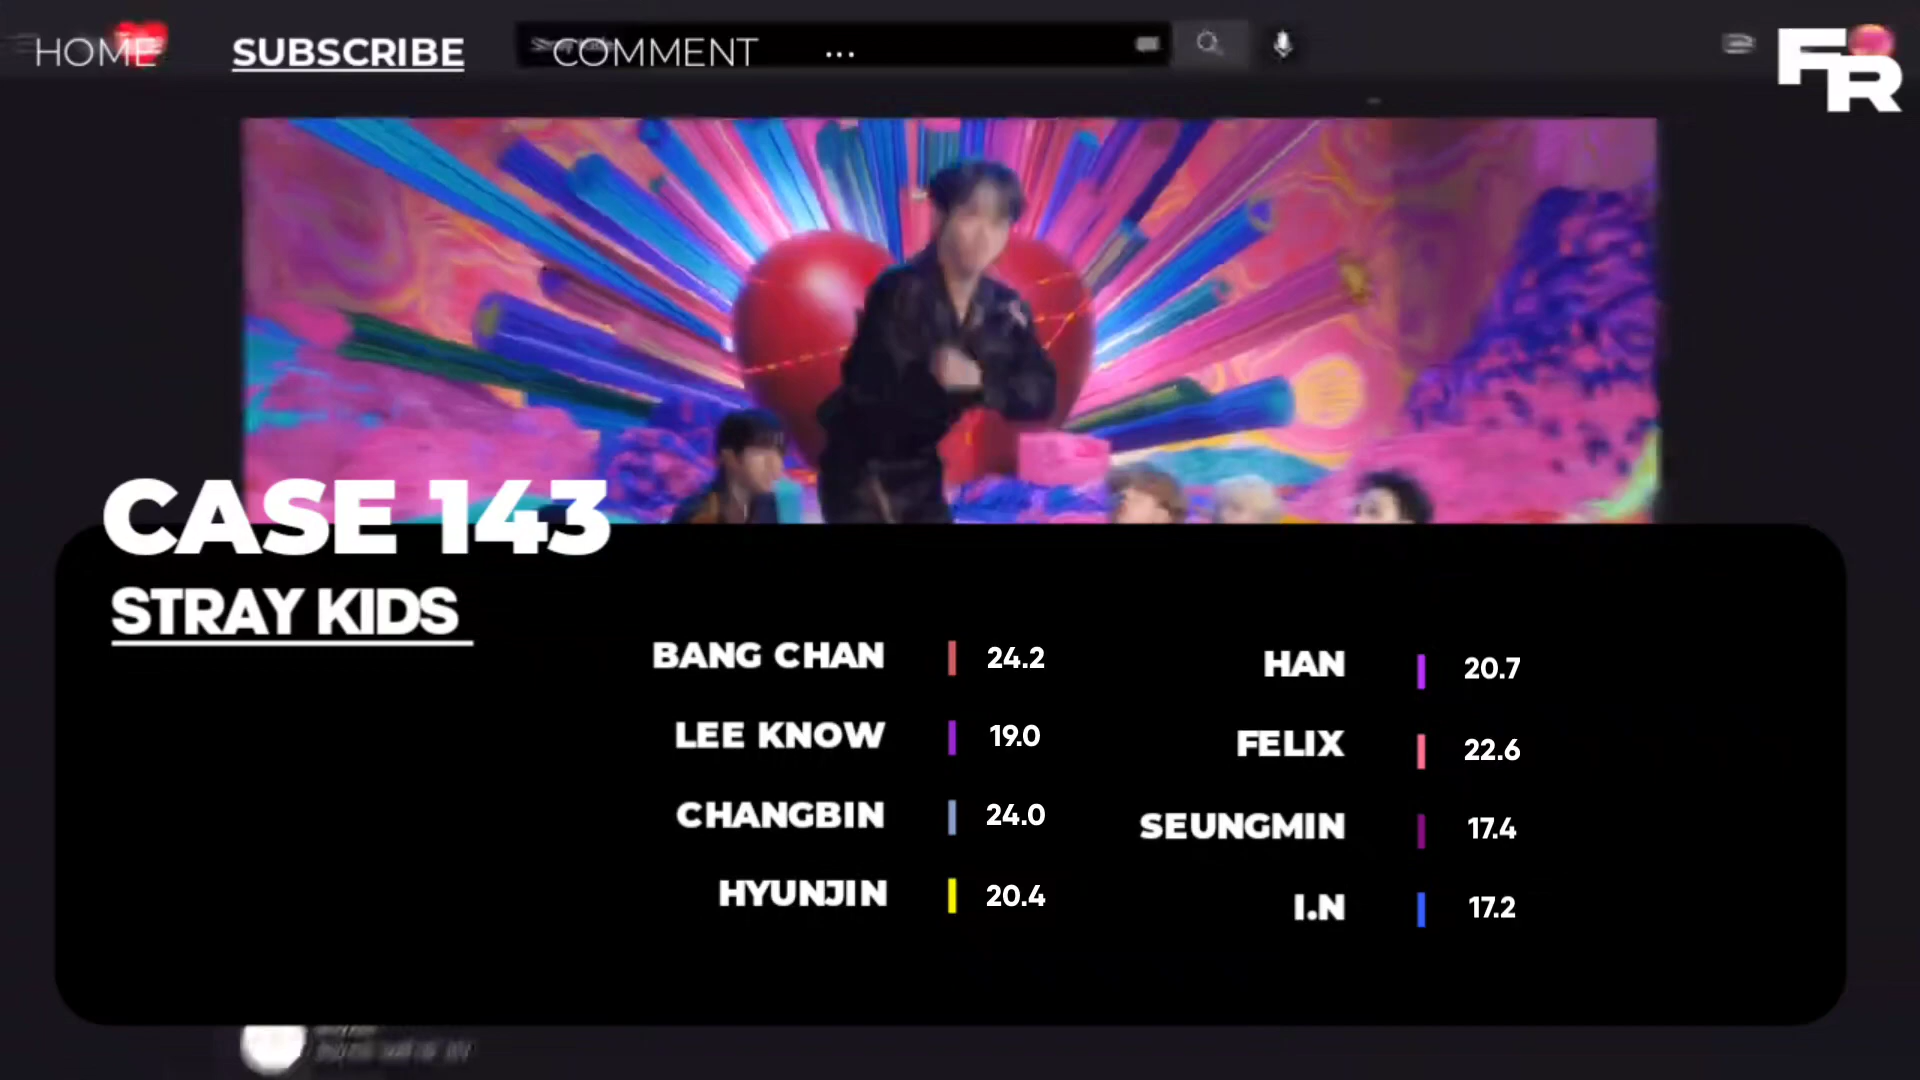 HOME SUBSCRIBE COMMENT ...
FR
CASE 143
STRAY KIDS
BANG CHAN 24.2
LEE KNOW 19.0
CHANGBIN 24.0
HYUNJIN 20.4
HAN 20.7
FELIX 22.6
SEUNGMIN 17.4
I.N 17.2